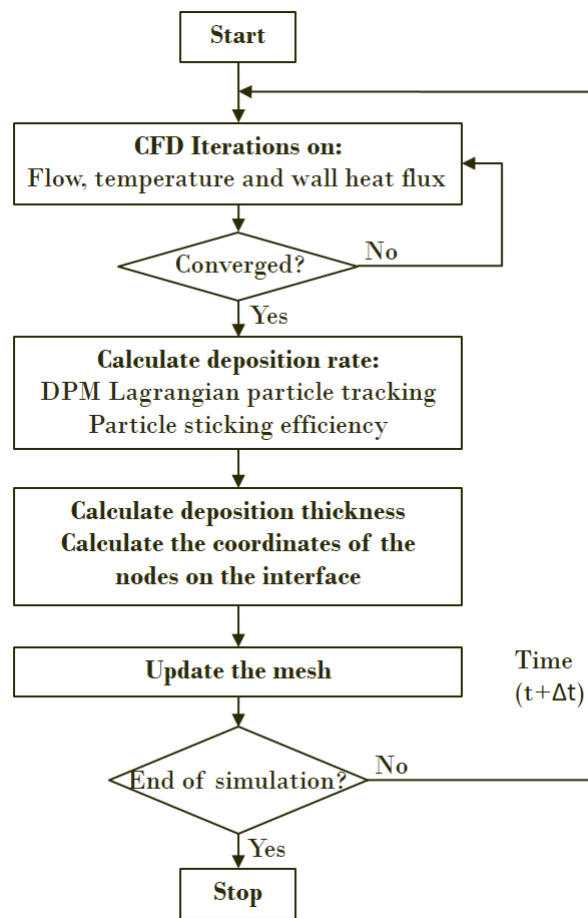 Start
CFD Iterations on:
Flow, temperature and wall heat flux
Converged?
No
Yes
Calculate deposition rate:
DPM Lagrangian particle tracking
Particle sticking efficiency
Calculate deposition thickness
Calculate the coordinates of the
nodes on the interface
Update the mesh
Time
(t+Δt)
End of simulation?
No
Yes
Stop